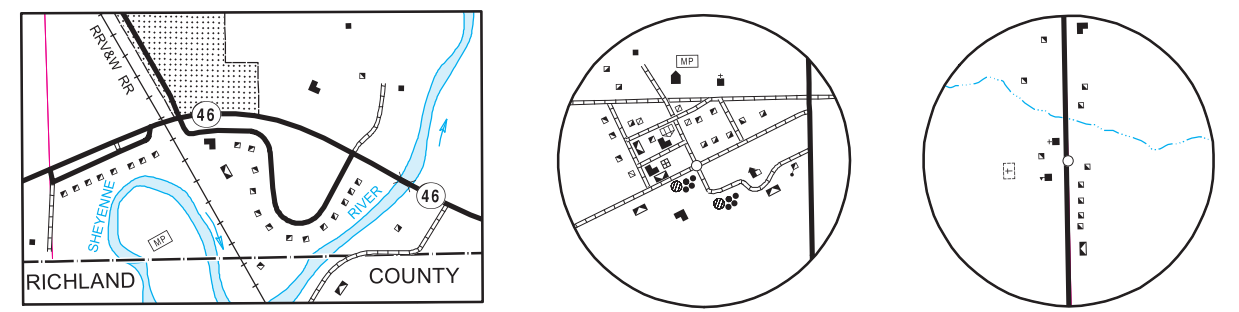 RRV&W RR
46
46
SHEYENNE
RIVER
MP
RICHLAND COUNTY
MP